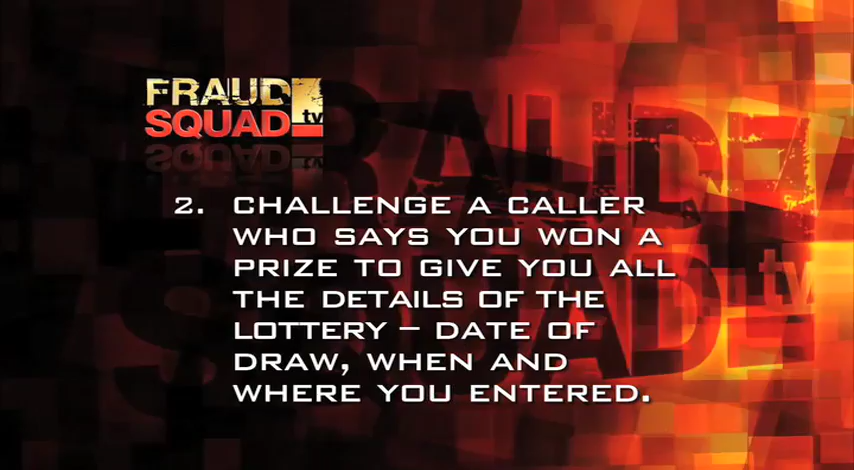 FRAUD
SQUAD
tv
2. CHALLENGE A CALLER
WHO SAYS YOU WON A
PRIZE TO GIVE YOU ALL
THE DETAILS OF THE
LOTTERY – DATE OF
DRAW, WHEN AND
WHERE YOU ENTERED.